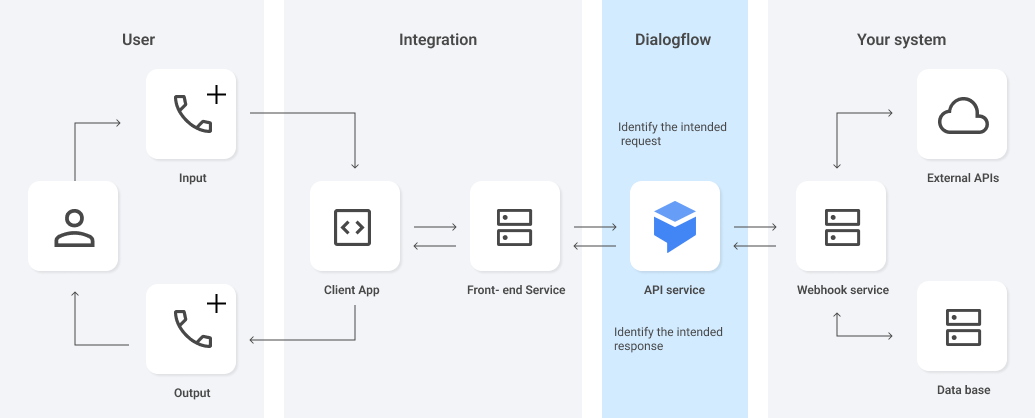 User
Integration
Dialogflow
Your system
Input
Output
Client App
Front- end Service
Identify the intended
request
API service
Identify the intended
response
Webhook service
External APIs
Data base